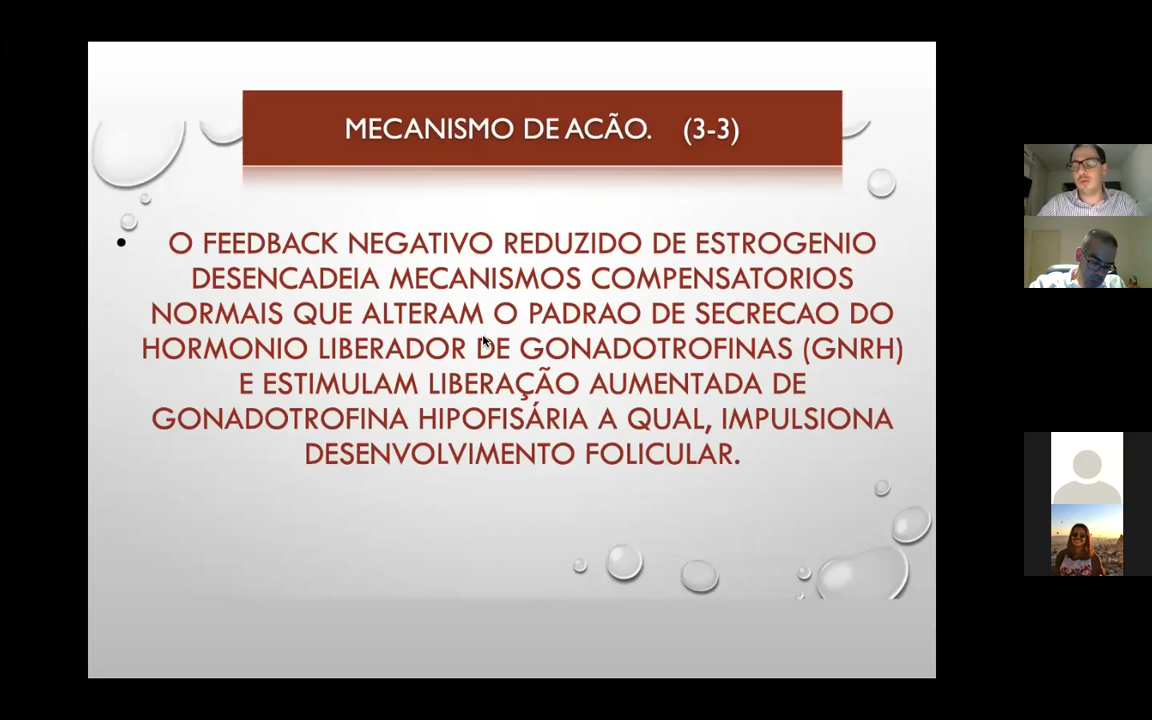 MECANISMO DE ACÃO. (3-3)
• O FEEDBACK NEGATIVO REDUZIDO DE ESTROGENIO
DESENCADEIA MECANISMOS COMPENSATORIOS
NORMAIS QUE ALTERAM O PADRAO DE SECRECAO DO
HORMONIO LIBERADOR DE GONADOTROFINAS (GNRH)
E ESTIMULAM LIBERAÇÃO AUMENTADA DE
GONADOTROFINA HIPOFISÁRIA A QUAL, IMPULSIONA
DESENVOLVIMENTO FOLICULAR.